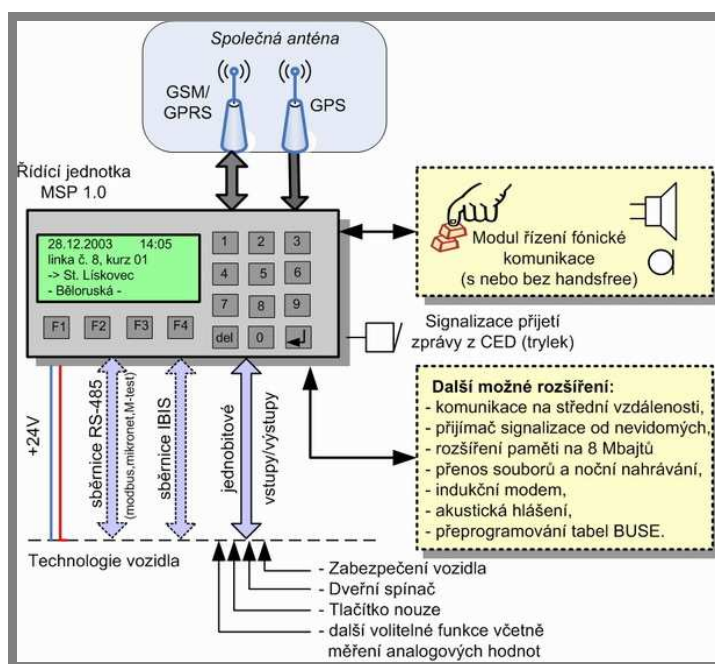 Společná anténa
GSM/
GPRS
GPS
Řídící jednotka
MSP 1.0
28.12.2003 14:05
linka č. 8, kurz 01
-> St. Lískovec
- Běloruská -
1 2 3
4 5 6
7 8 9
del 0
F1 F2 F3 F4
Modul řízení fónické
komunikace
(s nebo bez handsfree)
Signalizace přijetí
zprávy z CED (trylek)
+24V
sběrnice RS-485
(modbus,mikronet,M-test)
sběrnice IBIS
jednobitové
vstupy/výstupy
Další možné rozšíření:
- komunikace na střední vzdálenosti,
- přijímač signalizace od nevidomých,
- rozšíření paměti na 8 Mbajtů
- přenos souborů a noční nahrávání,
- indukční modem,
- akustická hlášení,
- přeprogramování tabel BUSE.
Technologie vozidla
- Zabezpečení vozidla
- Dveřní spínač
- Tlačítko nouze
- další volitelné funkce včetně
měření analogových hodnot